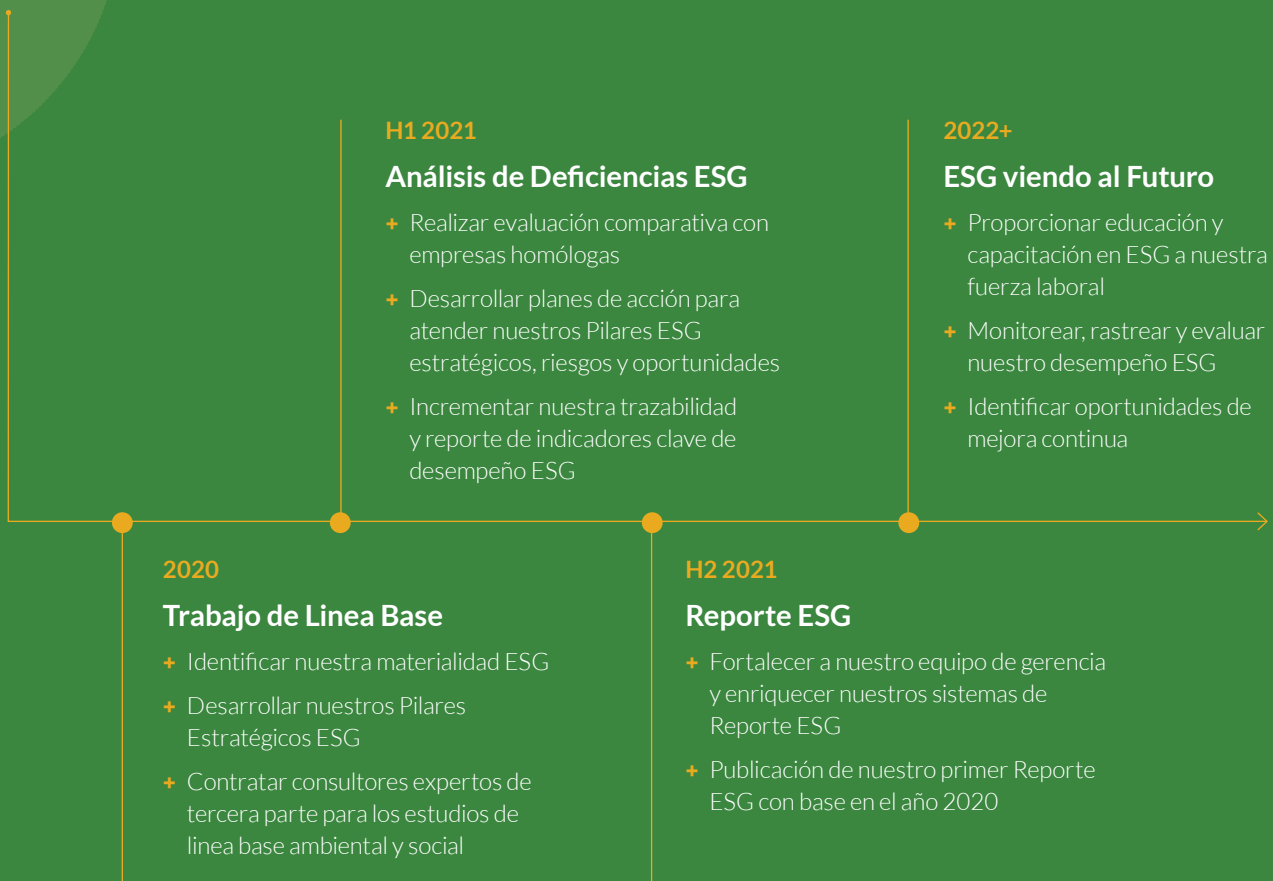 H1 2021
Análisis de Deficiencias ESG
+ Realizar evaluación comparativa con
empresas homólogas
+ Desarrollar planes de acción para
atender nuestros Pilares ESG
estratégicos, riesgos y oportunidades
+ Incrementar nuestra trazabilidad
y reporte de indicadores clave de
desempeño ESG
2022+
ESG viendo al Futuro
+ Proporcionar educación y
capacitación en ESG a nuestra
fuerza laboral
+ Monitorear, rastrear y evaluar
nuestro desempeño ESG
+ Identificar oportunidades de
mejora continua
2020
Trabajo de Linea Base
+ Identificar nuestra materialidad ESG
+ Desarrollar nuestros Pilares
Estratégicos ESG
+ Contratar consultores expertos de
tercera parte para los estudios de
linea base ambiental y social
H2 2021
Reporte ESG
+ Fortalecer a nuestro equipo de gerencia
y enriquecer nuestros sistemas de
Reporte ESG
+ Publicación de nuestro primer Reporte
ESG con base en el año 2020